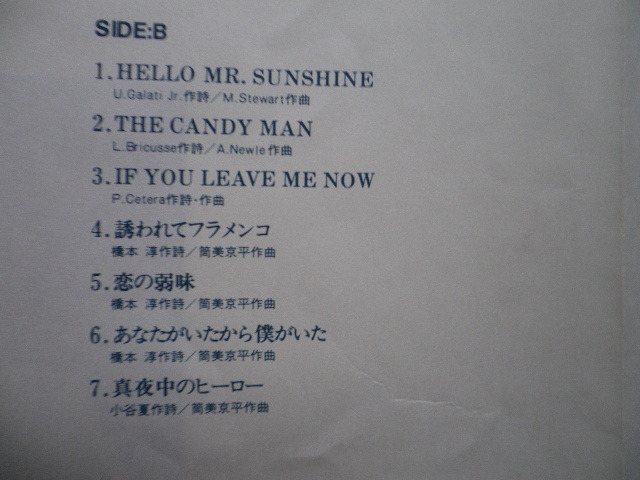 SIDE:B
1. HELLO MR. SUNSHINE
U.Galati Jr.作詩／M.Stewart作曲
2. THE CANDY MAN
L.Bricusse作詩／A.Newle作曲
3. IF YOU LEAVE ME NOW
P.Cetera作詩・作曲
4. 誘われてフラメンコ
橋本 淳作詩／筒美京平作曲
5. 恋の弱味
橋本 淳作詩／筒美京平作曲
6. あなたがいたから僕がいた
橋本 淳作詩／筒美京平作曲
7. 真夜中のヒーロー
小谷夏作詩／筒美京平作曲